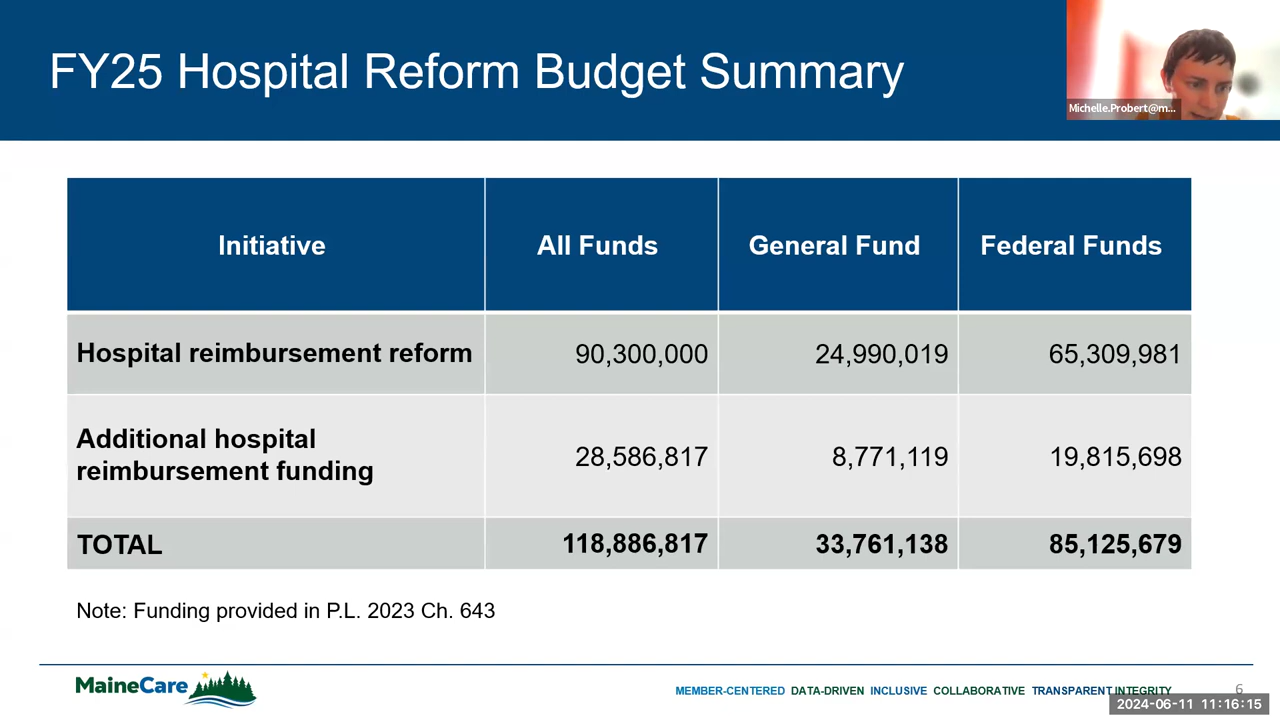 FY25 Hospital Reform Budget Summary
Michelle.Probert@m...
Initiative All Funds General Fund Federal Funds
Hospital reimbursement reform 90,300,000 24,990,019 65,309,981
Additional hospital
reimbursement funding 28,586,817 8,771,119 19,815,698
TOTAL 118,886,817 33,761,138 85,125,679
Note: Funding provided in P.L. 2023 Ch. 643
MaineCare
MEMBER-CENTERED DATA-DRIVEN INCLUSIVE COLLABORATIVE TRANSPARENT INTEGRITY
6
2024-06-11 11:16:15